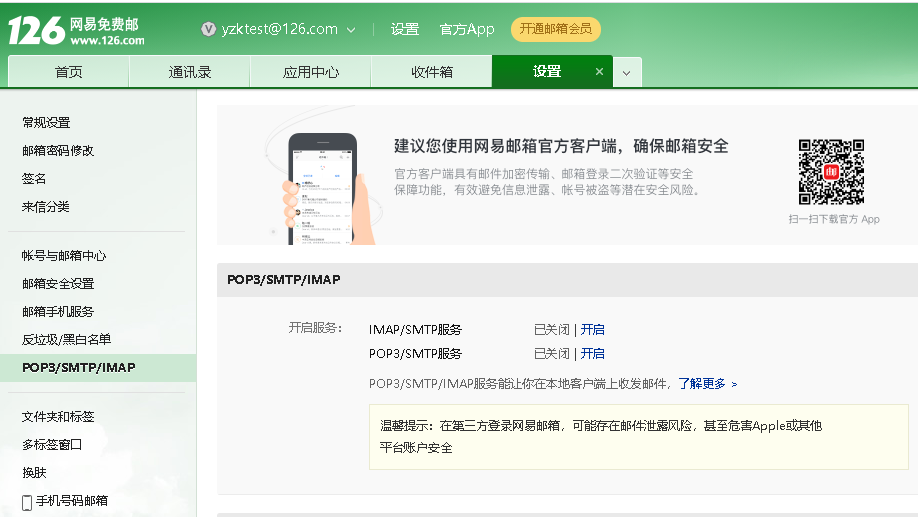 126 网易免费邮
www.126.com
yzktest@126.com
设置
官方App
开通邮箱会员
首页
通讯录
应用中心
收件箱
设置
常规设置
邮箱密码修改
签名
来信分类
帐号与邮箱中心
邮箱安全设置
邮箱手机服务
反垃圾/黑白名单
POP3/SMTP/IMAP
文件夹和标签
多标签窗口
换肤
手机号码邮箱
建议您使用网易邮箱官方客户端，确保邮箱安全
官方客户端具有邮件加密传输、邮箱登录二次验证等安全
保障功能，有效避免信息泄露、帐号被盗等潜在安全风险。
邮
扫一扫下载官方 App
POP3/SMTP/IMAP
开启服务：
IMAP/SMTP服务 已关闭 | 开启
POP3/SMTP服务 已关闭 | 开启
POP3/SMTP/IMAP服务能让你在本地客户端上收发邮件，了解更多 >
温馨提示：在第三方登录网易邮箱，可能存在邮件泄露风险，甚至危害Apple或其他
平台账户安全